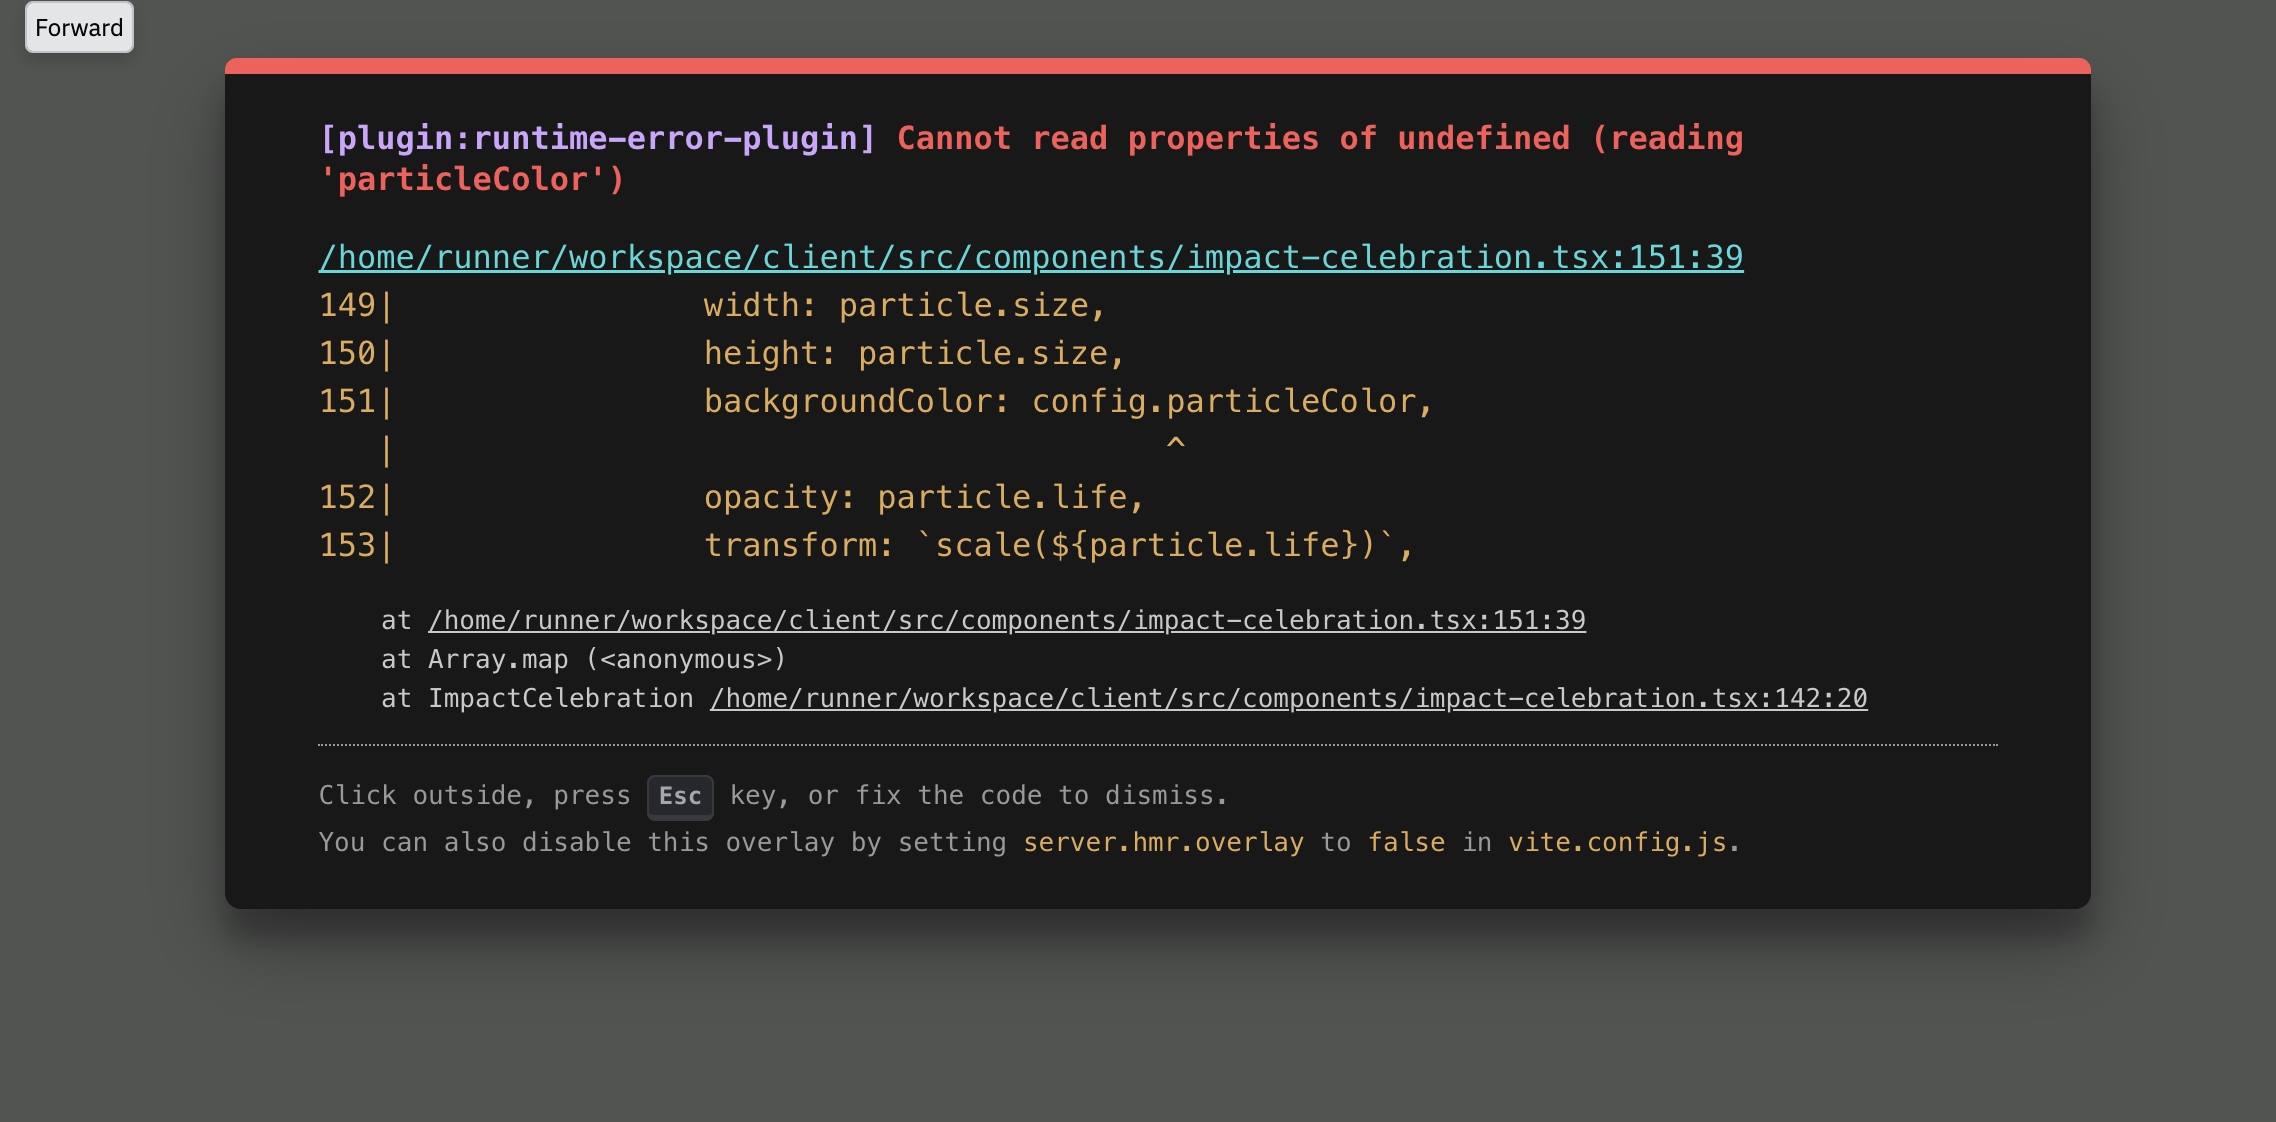 Forward
[plugin:runtime-error-plugin] Cannot read properties of undefined (reading
'particleColor')
/home/runner/workspace/client/src/components/impact-celebration.tsx:151:39
149|                width: particle.size,
150|                height: particle.size,
151|                backgroundColor: config.particleColor,
   |                                        ^
152|                opacity: particle.life,
153|                transform: `scale(${particle.life})`,
at /home/runner/workspace/client/src/components/impact-celebration.tsx:151:39
at Array.map (<anonymous>)
at ImpactCelebration /home/runner/workspace/client/src/components/impact-celebration.tsx:142:20
Click outside, press Esc key, or fix the code to dismiss.
You can also disable this overlay by setting server.hmr.overlay to false in vite.config.js.